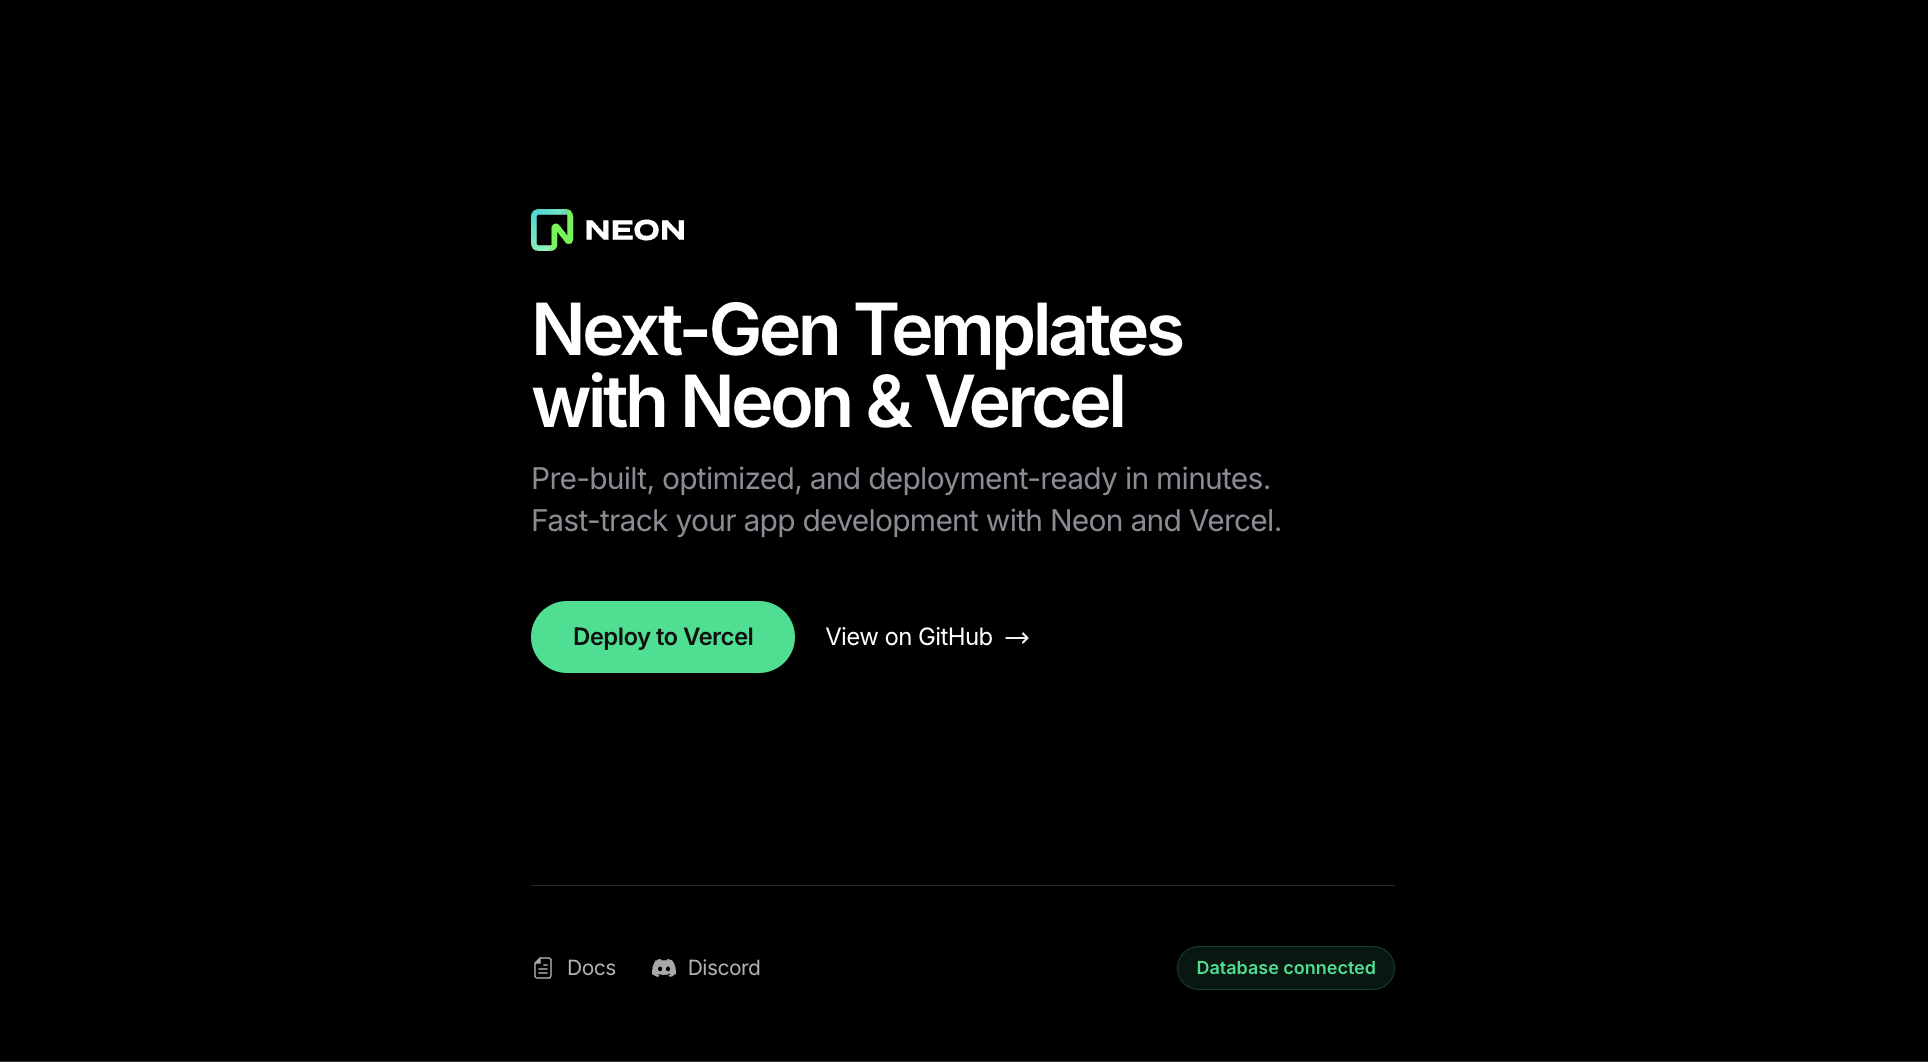 NEON
Next-Gen Templates
with Neon & Vercel
Pre-built, optimized, and deployment-ready in minutes.
Fast-track your app development with Neon and Vercel.
Deploy to Vercel
View on GitHub →
Docs
Discord
Database connected